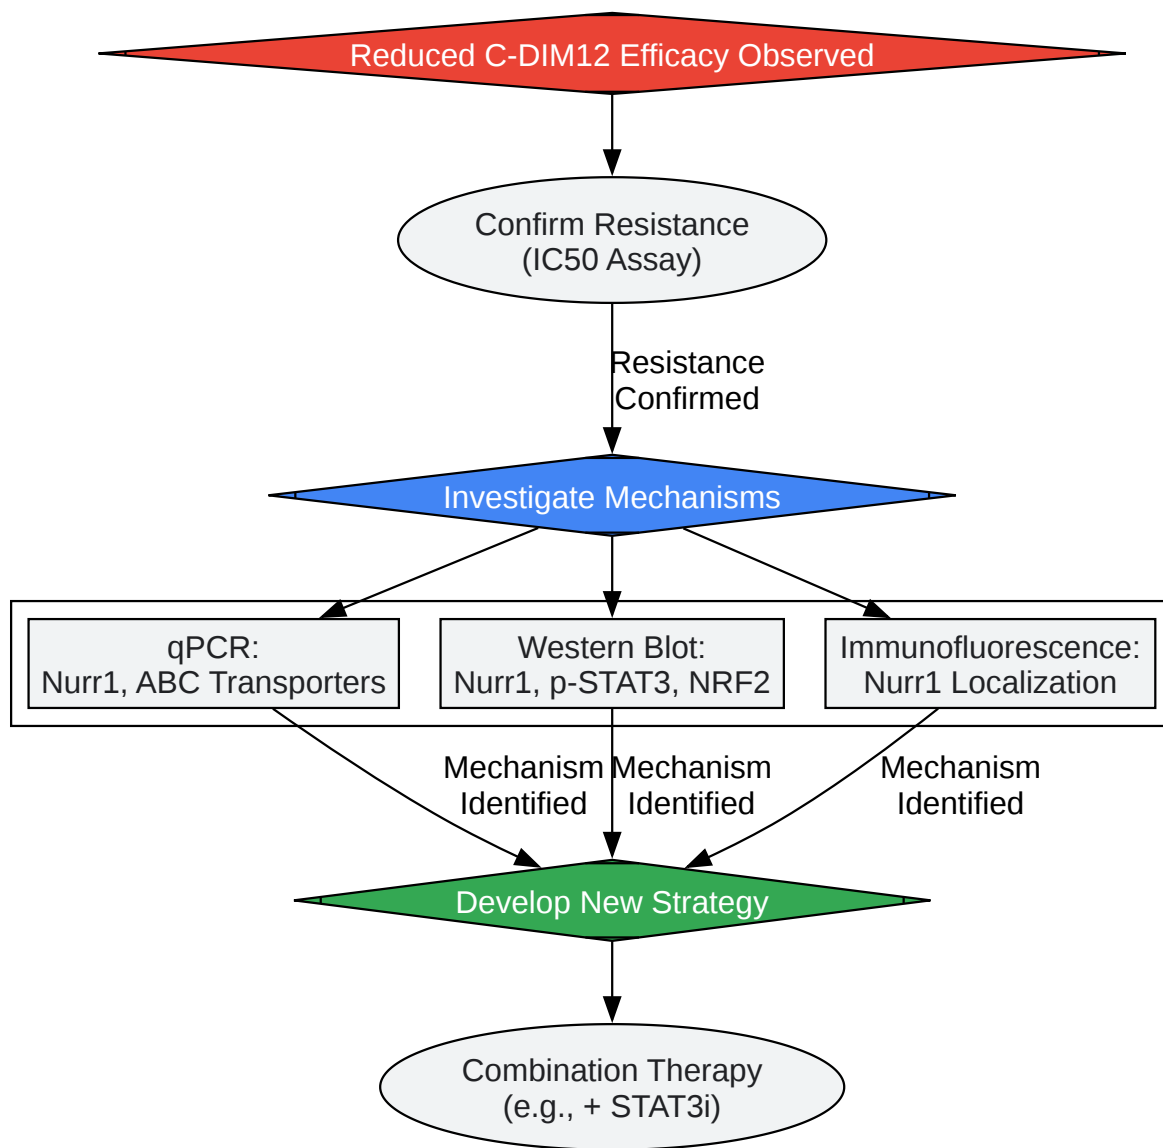 Reduced C-DIM12 Efficacy Observed
Confirm Resistance
(IC50 Assay)
Resistance
Confirmed
Investigate Mechanisms
qPCR:
Nurr1, ABC Transporters
Western Blot:
Nurr1, p-STAT3, NRF2
Immunofluorescence:
Nurr1 Localization
Mechanism
Identified
Mechanism
Identified
Mechanism
Identified
Develop New Strategy
Combination Therapy
(e.g., + STAT3i)